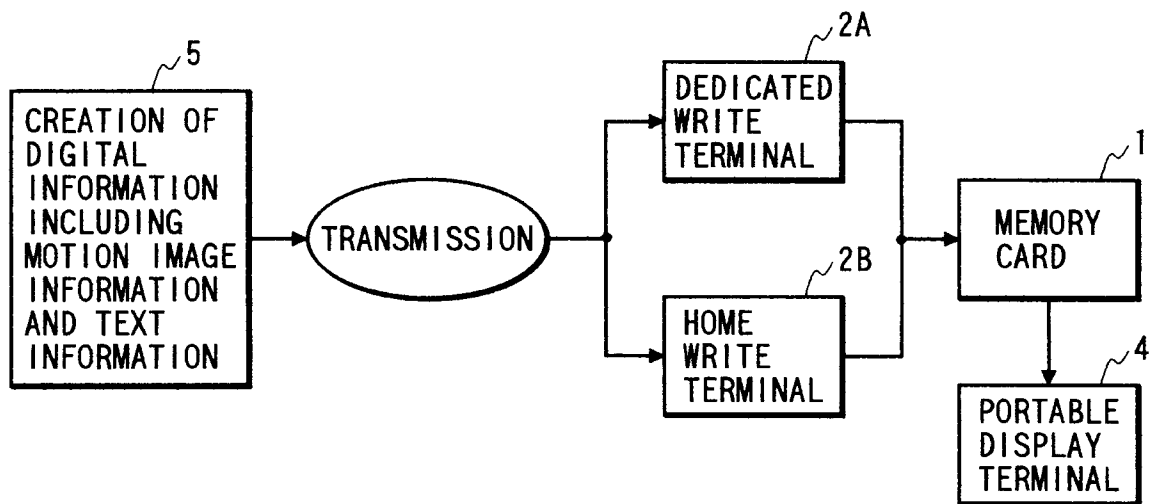 5
CREATION OF
DIGITAL
INFORMATION
INCLUDING
MOTION IMAGE
INFORMATION
AND TEXT
INFORMATION
TRANSMISSION
2A
DEDICATED
WRITE
TERMINAL
2B
HOME
WRITE
TERMINAL
1
MEMORY
CARD
4
PORTABLE
DISPLAY
TERMINAL